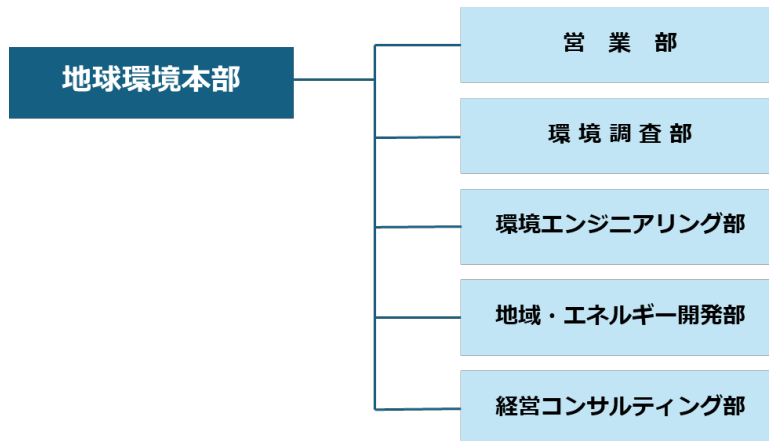 地球環境本部
営　業　部
環 境 調 査 部
環境エンジニアリング部
地域・エネルギー開発部
経営コンサルティング部